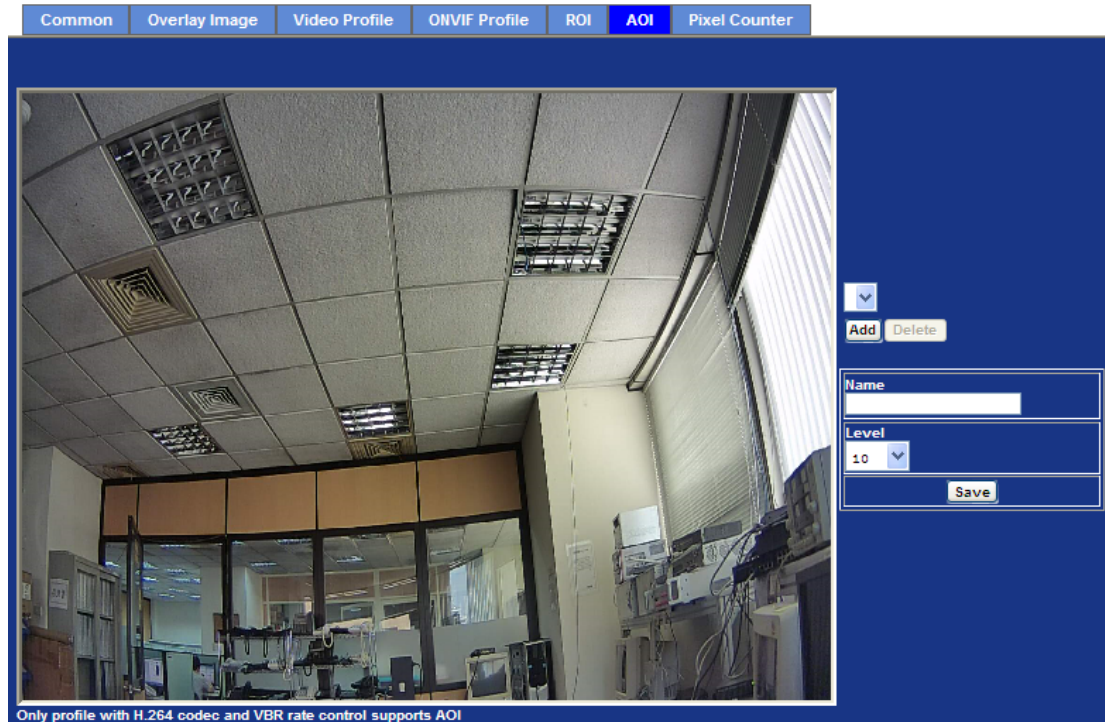 Common Overlay Image Video Profile ONVIF Profile ROI AOI Pixel Counter
Add Delete
Name
Level
10
Save
Only profile with H.264 codec and VBR rate control supports AOI